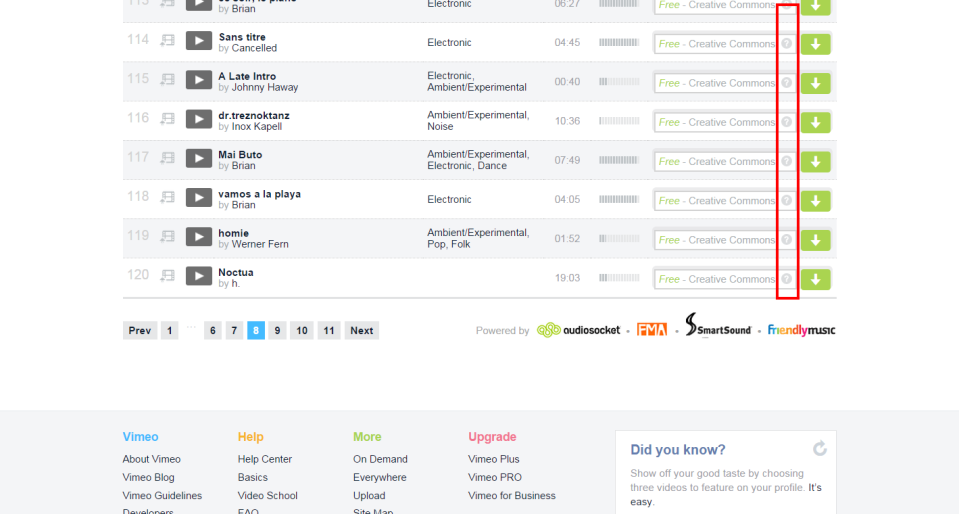 by Brian
Electronic
06:27
Free - Creative Commons
114
Sans titre
by Cancelled
Electronic
04:45
Free - Creative Commons
115
A Late Intro
by Johnny Haway
Electronic,
Ambient/Experimental
00:40
Free - Creative Commons
116
dr.treznoktanz
by Inox Kapell
Ambient/Experimental,
Noise
10:36
Free - Creative Commons
117
Mai Buto
by Brian
Ambient/Experimental,
Electronic, Dance
07:49
Free - Creative Commons
118
vamos a la playa
by Brian
Electronic
04:05
Free - Creative Commons
119
homie
by Werner Fern
Ambient/Experimental,
Pop, Folk
01:52
Free - Creative Commons
120
Noctua
by h.
19:03
Free - Creative Commons
Prev 1 ... 6 7 8 9 10 11 Next
Powered by audiosocket · FMA · SmartSound · friendlymusic
Vimeo
About Vimeo
Vimeo Blog
Vimeo Guidelines
Developers
Help
Help Center
Basics
Video School
FAQ
More
On Demand
Everywhere
Upload
Site Map
Upgrade
Vimeo Plus
Vimeo PRO
Vimeo for Business
Did you know?
Show off your good taste by choosing
three videos to feature on your profile. It's
easy.